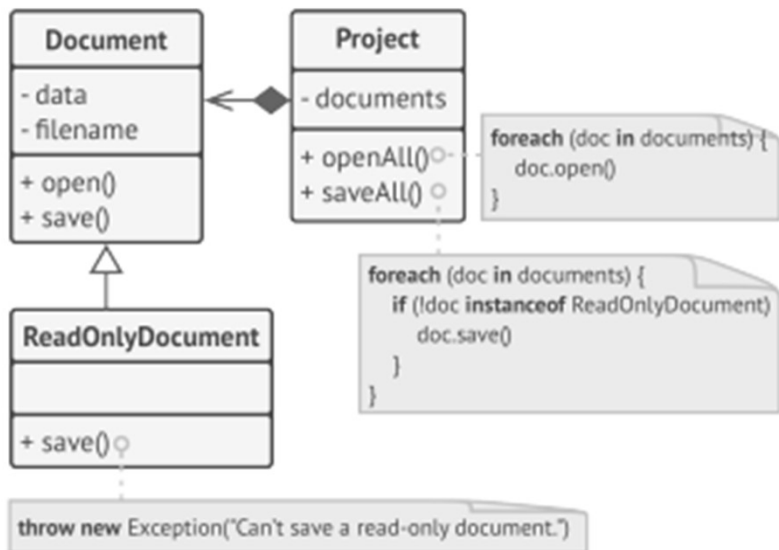 Document
- data
- filename
+ open()
+ save()
Project
- documents
+ openAll()
+ saveAll()
foreach (doc in documents) {
doc.open()
}
foreach (doc in documents) {
if (!doc instanceof ReadOnlyDocument)
doc.save()
}
}
ReadOnlyDocument
+ save()
throw new Exception("Can't save a read-only document.")